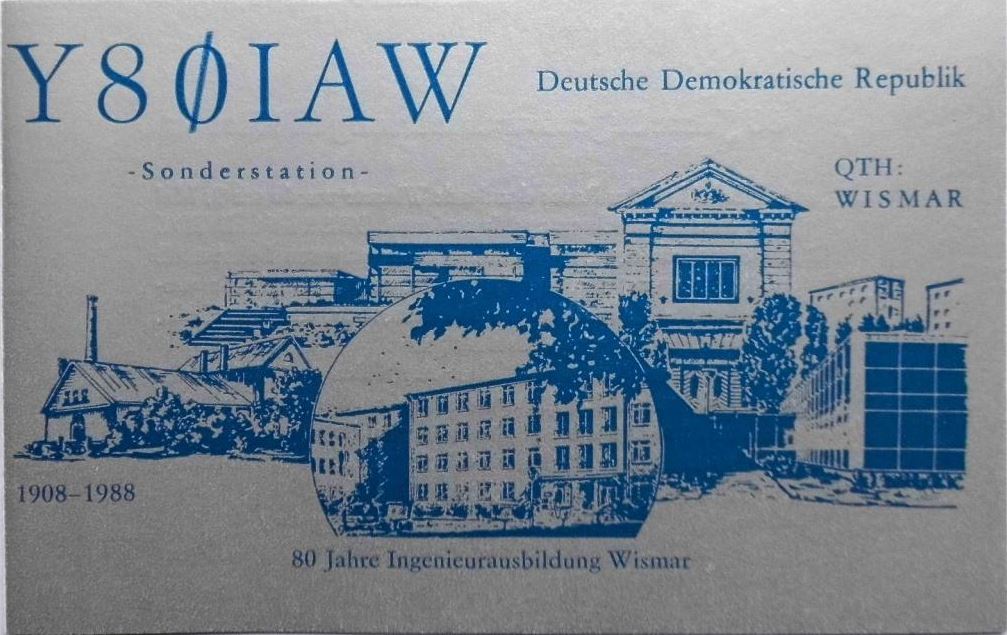 Y8ØIAW
Deutsche Demokratische Republik
-Sonderstation-
QTH:
WISMAR
1908–1988
80 Jahre Ingenieurausbildung Wismar